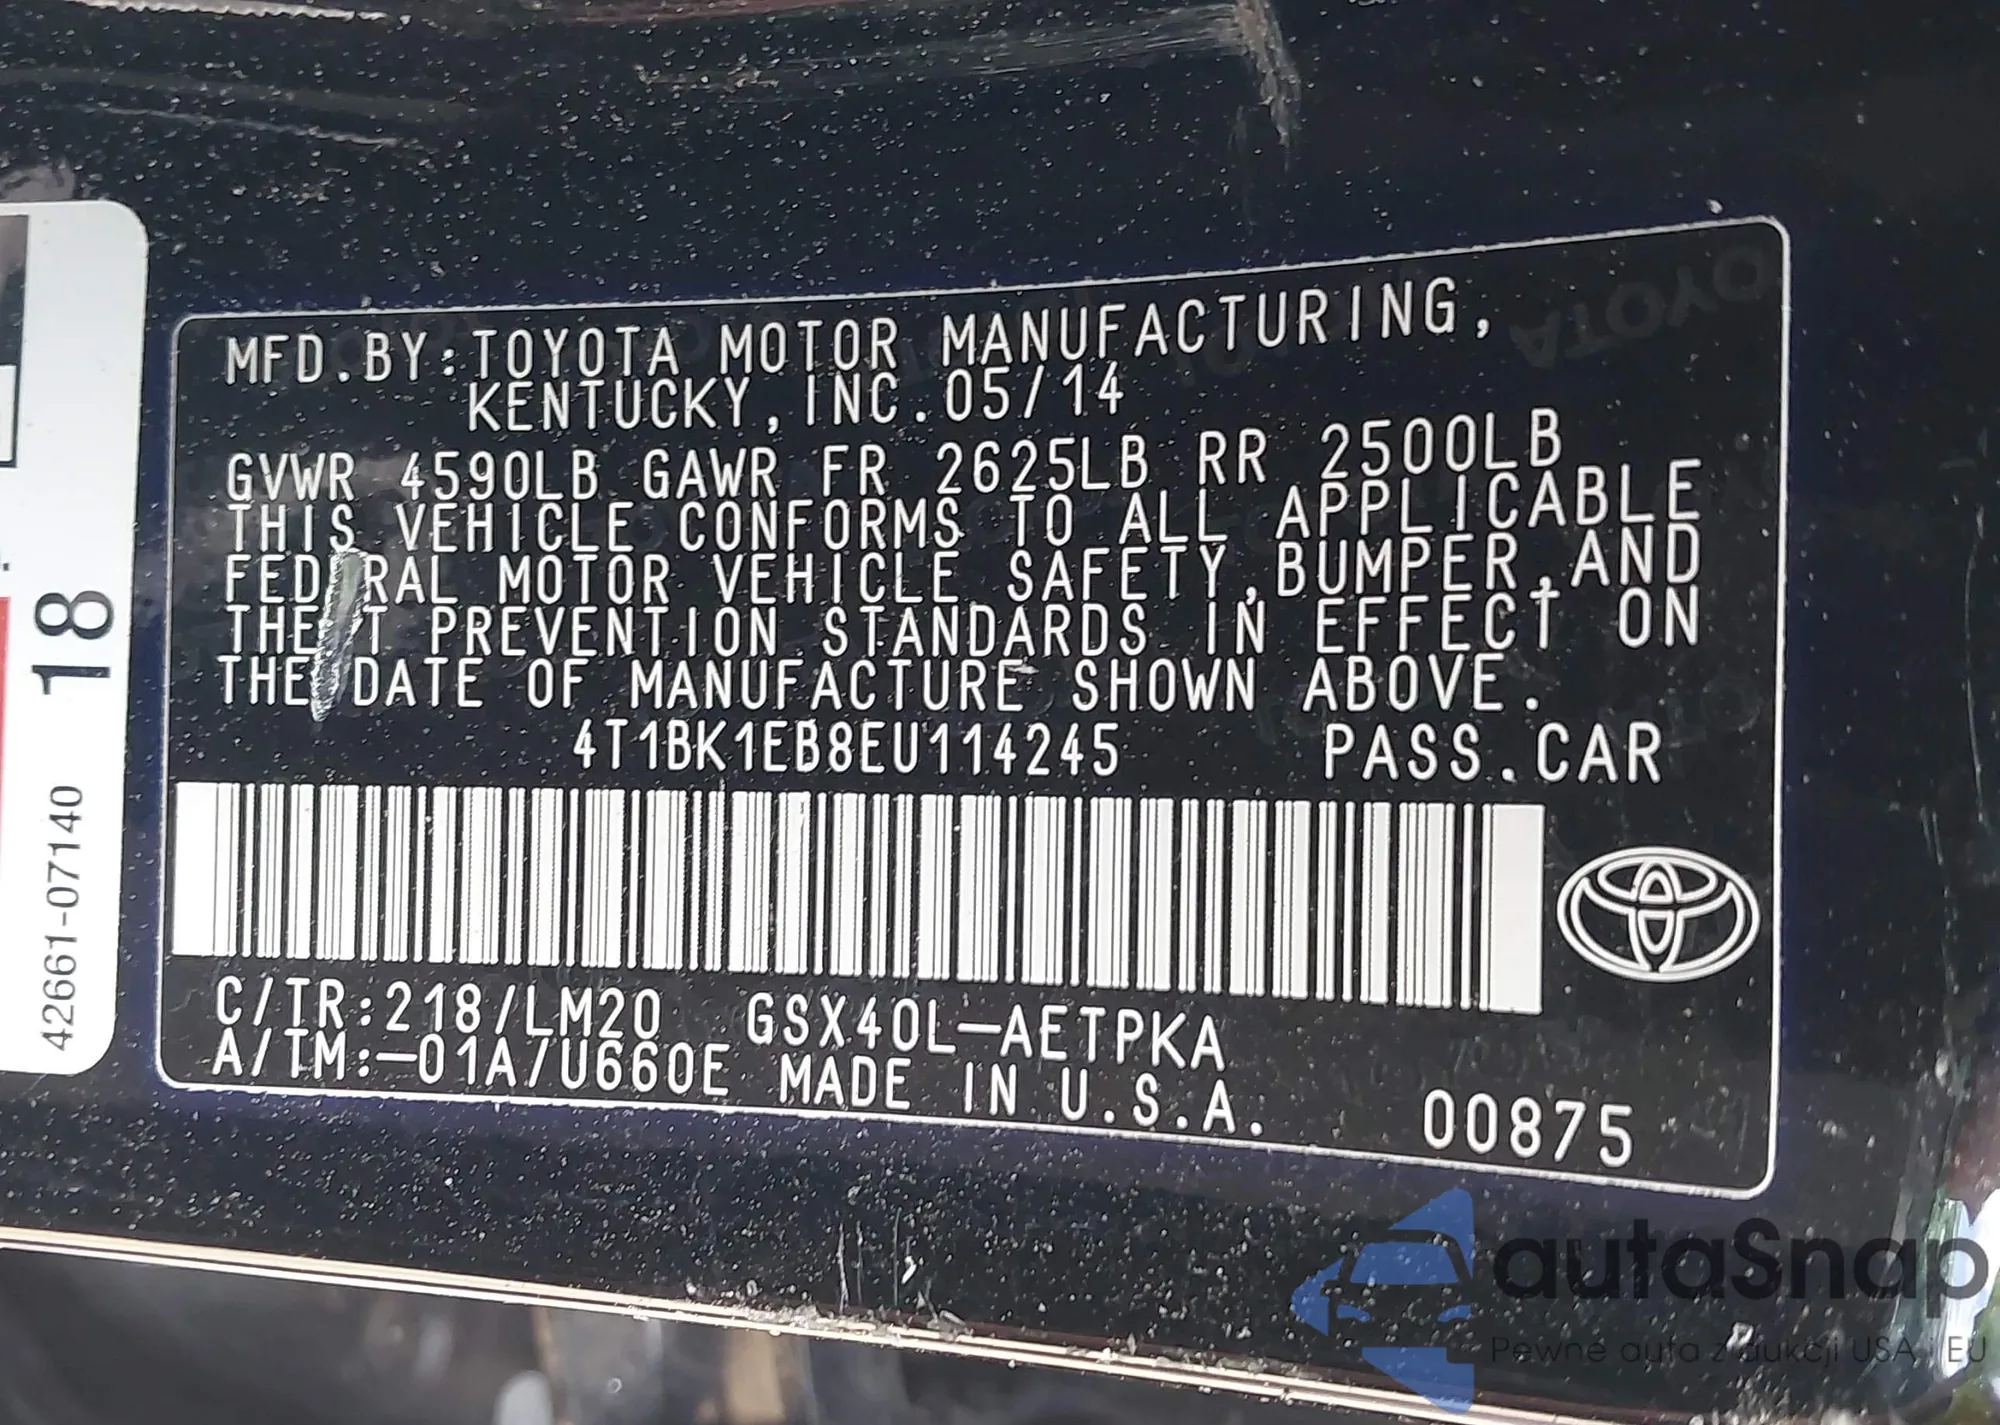 MFD.BY:TOYOTA MOTOR MANUFACTURING,
KENTUCKY, INC. 05/14
GVWR 4590LB GAWR FR 2625LB RR 2500LB
THIS VEHICLE CONFORMS TO ALL APPLICABLE
FEDERAL MOTOR VEHICLE SAFETY,BUMPER,AND
THEFT PREVENTION STANDARDS IN EFFECT ON
THE DATE OF MANUFACTURE SHOWN ABOVE.
4T1BK1EB8EU114245 PASS.CAR
C/TR:218/LM20 GSX40L-AETPKA
A/TM:-01A/U660E MADE IN U.S.A.
00875
18
42661-07140
TOYOTA
autaSnap
Pewne auta z aukcji USA i EU